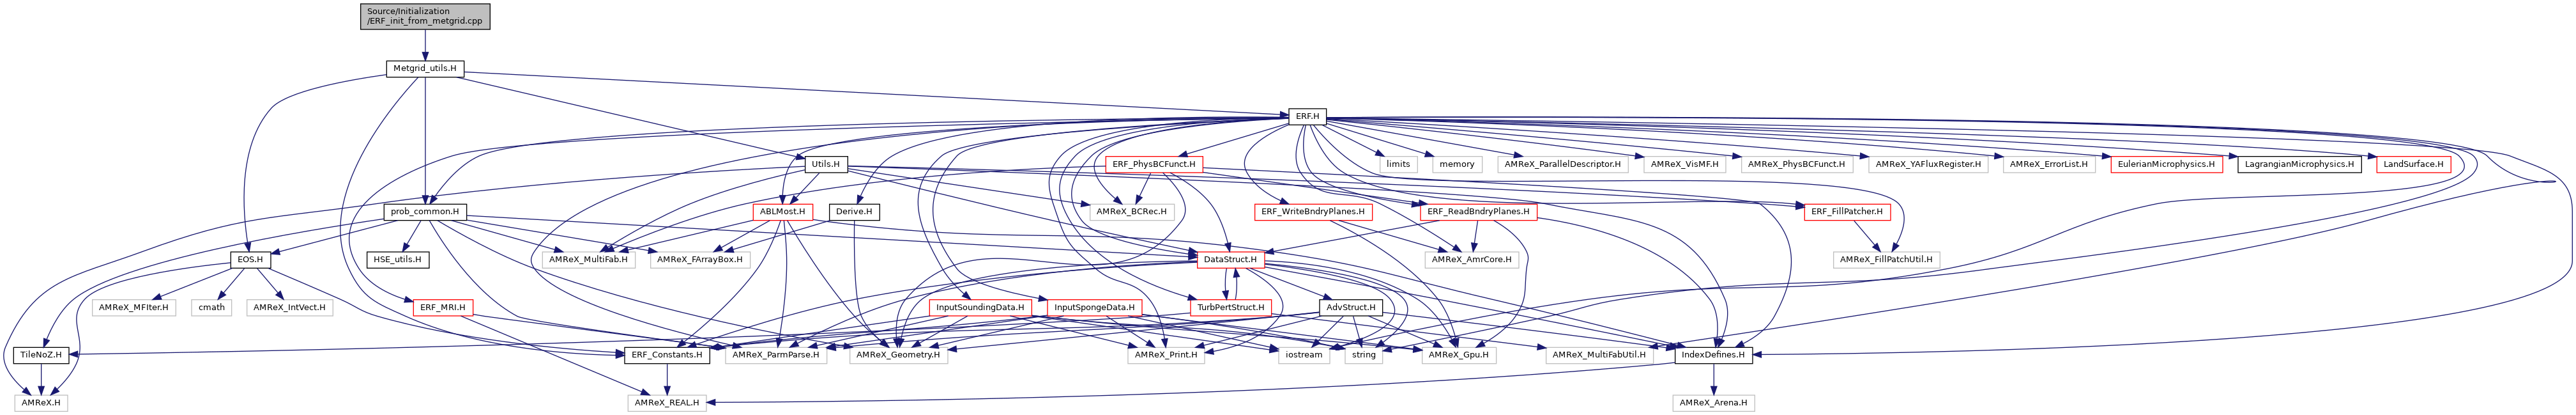 Source/Initialization
/ERF_init_from_metgrid.cpp
Metgrid_utils.H
ERF.H
Utils.H
ERF_PhysBCFunct.H
limits
memory
AMReX_ParallelDescriptor.H
AMReX_VisMF.H
AMReX_PhysBCFunct.H
AMReX_YAFluxRegister.H
AMReX_ErrorList.H
EulerianMicrophysics.H
LagrangianMicrophysics.H
LandSurface.H
prob_common.H
ABLMost.H
Derive.H
AMReX_BCRec.H
ERF_WriteBndryPlanes.H
ERF_ReadBndryPlanes.H
ERF_FillPatcher.H
EOS.H
HSE_utils.H
AMReX_MultiFab.H
AMReX_FArrayBox.H
DataStruct.H
AMReX_AmrCore.H
AMReX_FillPatchUtil.H
AMReX_MFIter.H
cmath
AMReX_IntVect.H
ERF_MRI.H
InputSoundingData.H
InputSpongeData.H
TurbPertStruct.H
AdvStruct.H
TileNoZ.H
ERF_Constants.H
AMReX_ParmParse.H
AMReX_Geometry.H
AMReX_Print.H
iostream
string
AMReX_Gpu.H
AMReX_MultiFabUtil.H
IndexDefines.H
AMReX.H
AMReX_REAL.H
AMReX_Arena.H